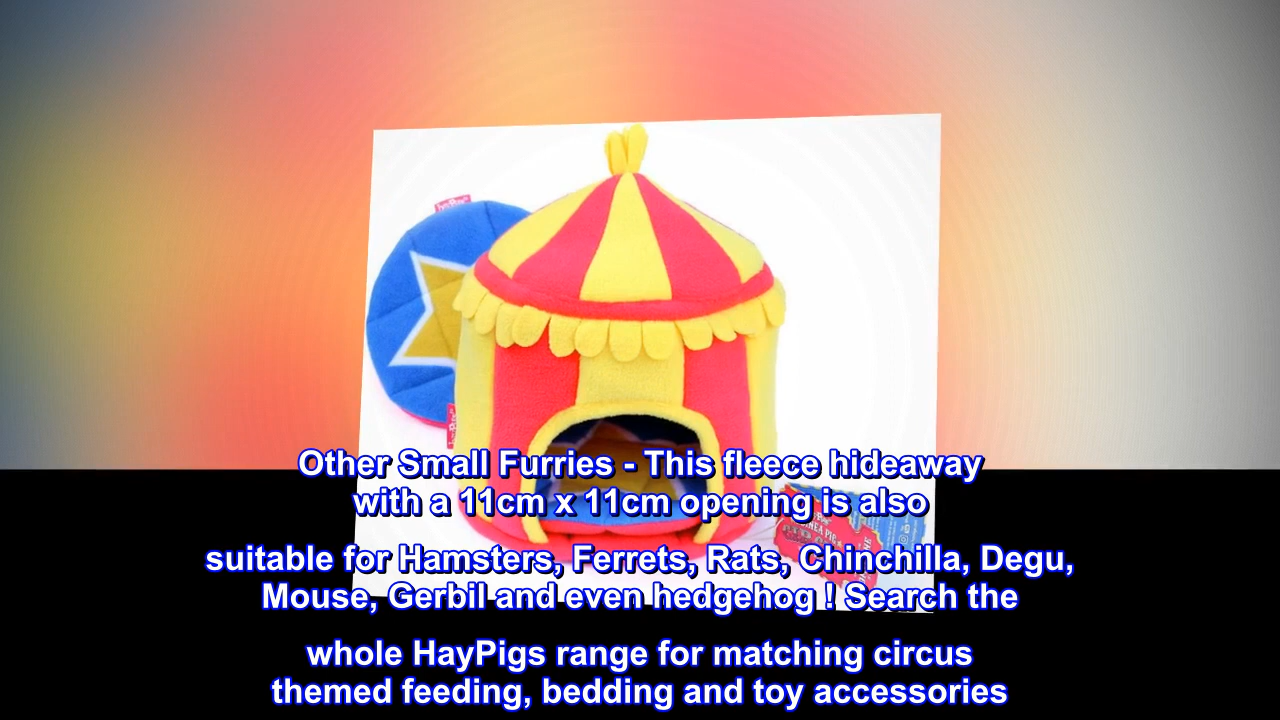 HayPigs
Other Small Furries - This fleece hideaway
with a 11cm x 11cm opening is also
suitable for Hamsters, Ferrets, Rats, Chinchilla, Degu,
Mouse, Gerbil and even hedgehog ! Search the
whole HayPigs range for matching circus
themed feeding, bedding and toy accessories